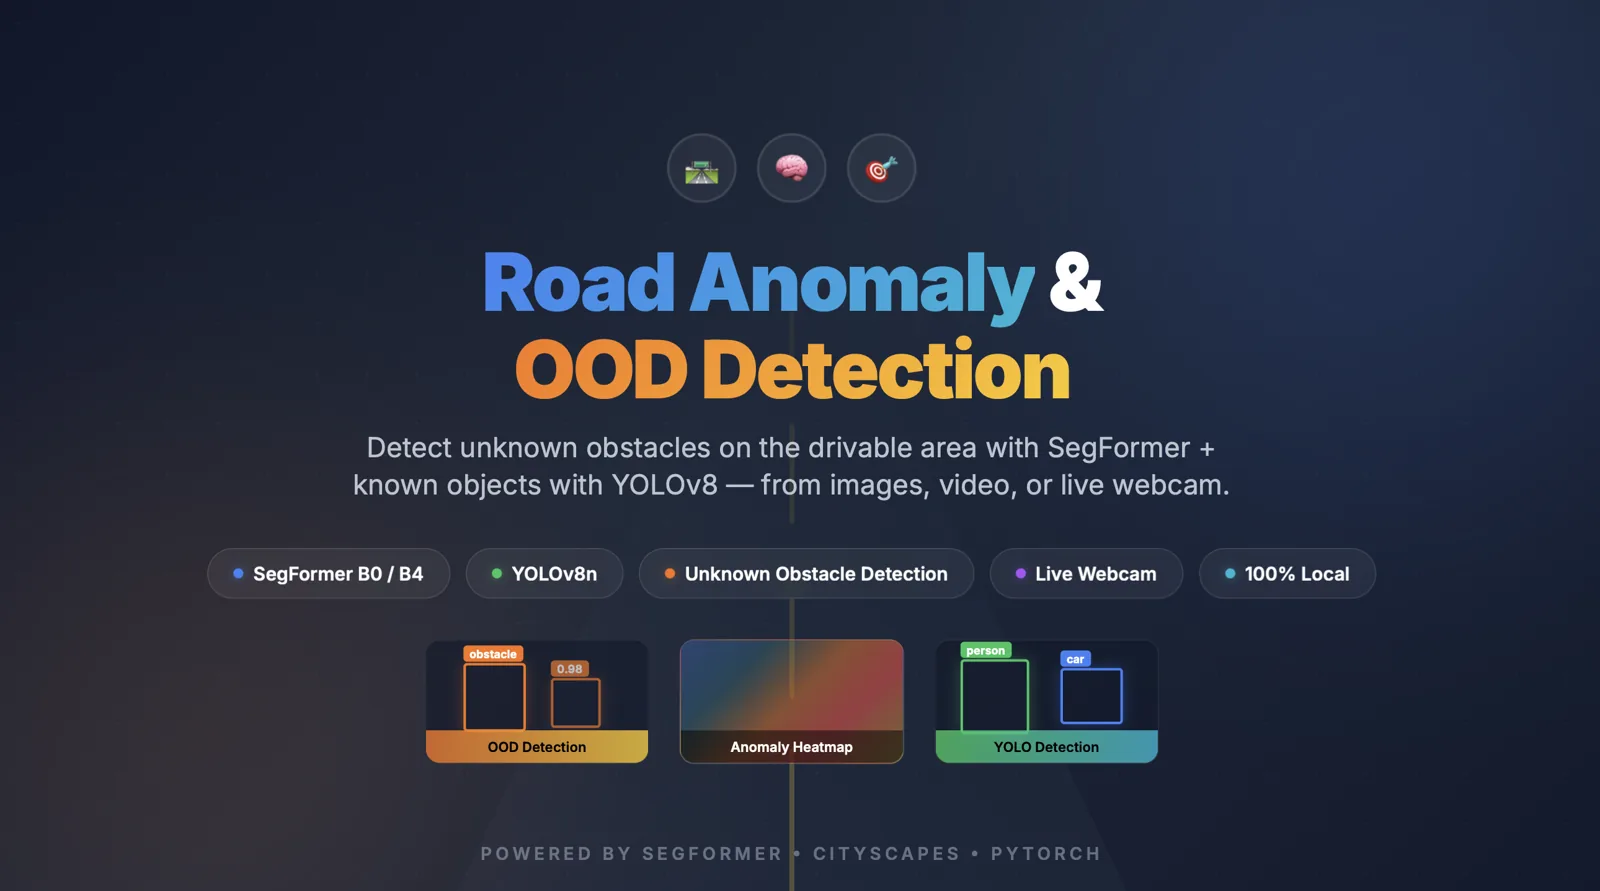 Road Anomaly &
OOD Detection
Detect unknown obstacles on the drivable area with SegFormer +
known objects with YOLOv8 — from images, video, or live webcam.
SegFormer B0 / B4
YOLOv8n
Unknown Obstacle Detection
Live Webcam
100% Local
obstacle
0.98
OOD Detection
Anomaly Heatmap
person
car
YOLO Detection
POWERED BY SEGFORMER • CITYSCAPES • PYTORCH